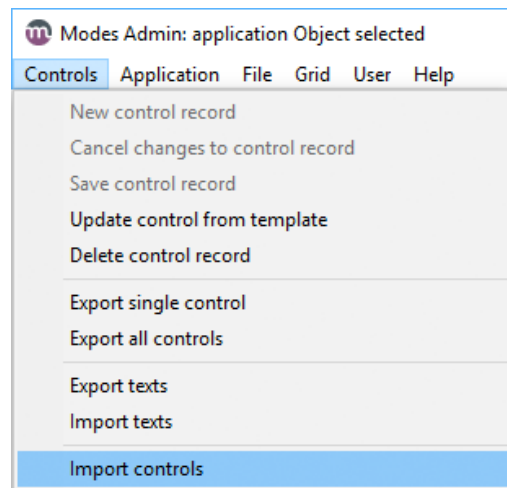 Modes Admin: application Object selected
Controls Application File Grid User Help
New control record
Cancel changes to control record
Save control record
Update control from template
Delete control record
Export single control
Export all controls
Export texts
Import texts
Import controls